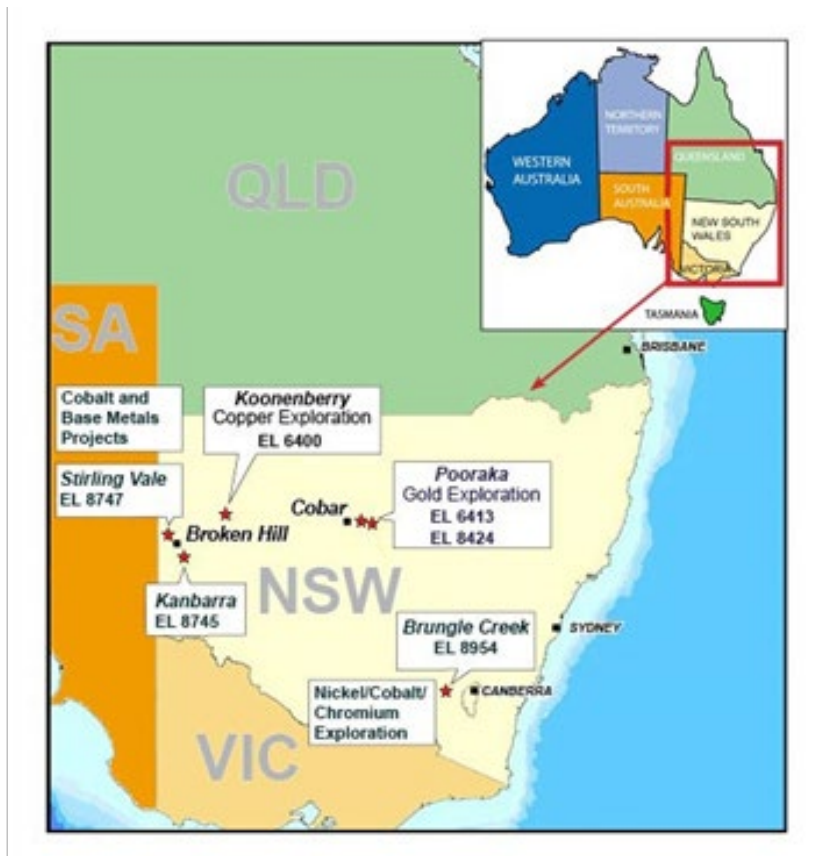 WESTERN
AUSTRALIA
NORTHERN
TERRITORY
QUEENSLAND
SOUTH
AUSTRALIA
NEW SOUTH
WALES
VICTORIA
TASMANIA
QLD
SA
BRISBANE
Cobalt and
Base Metals
Projects
Koonenberry
Copper Exploration
EL 6400
Stirling Vale
EL 8747
Pooraka
Gold Exploration
EL 6413
EL 8424
Cobar
Broken Hill
Kanbarra
EL 8745
NSW
Brungle Creek
EL 8954
SYDNEY
Nickel/Cobalt/
Chromium
Exploration
CANBERRA
VIC